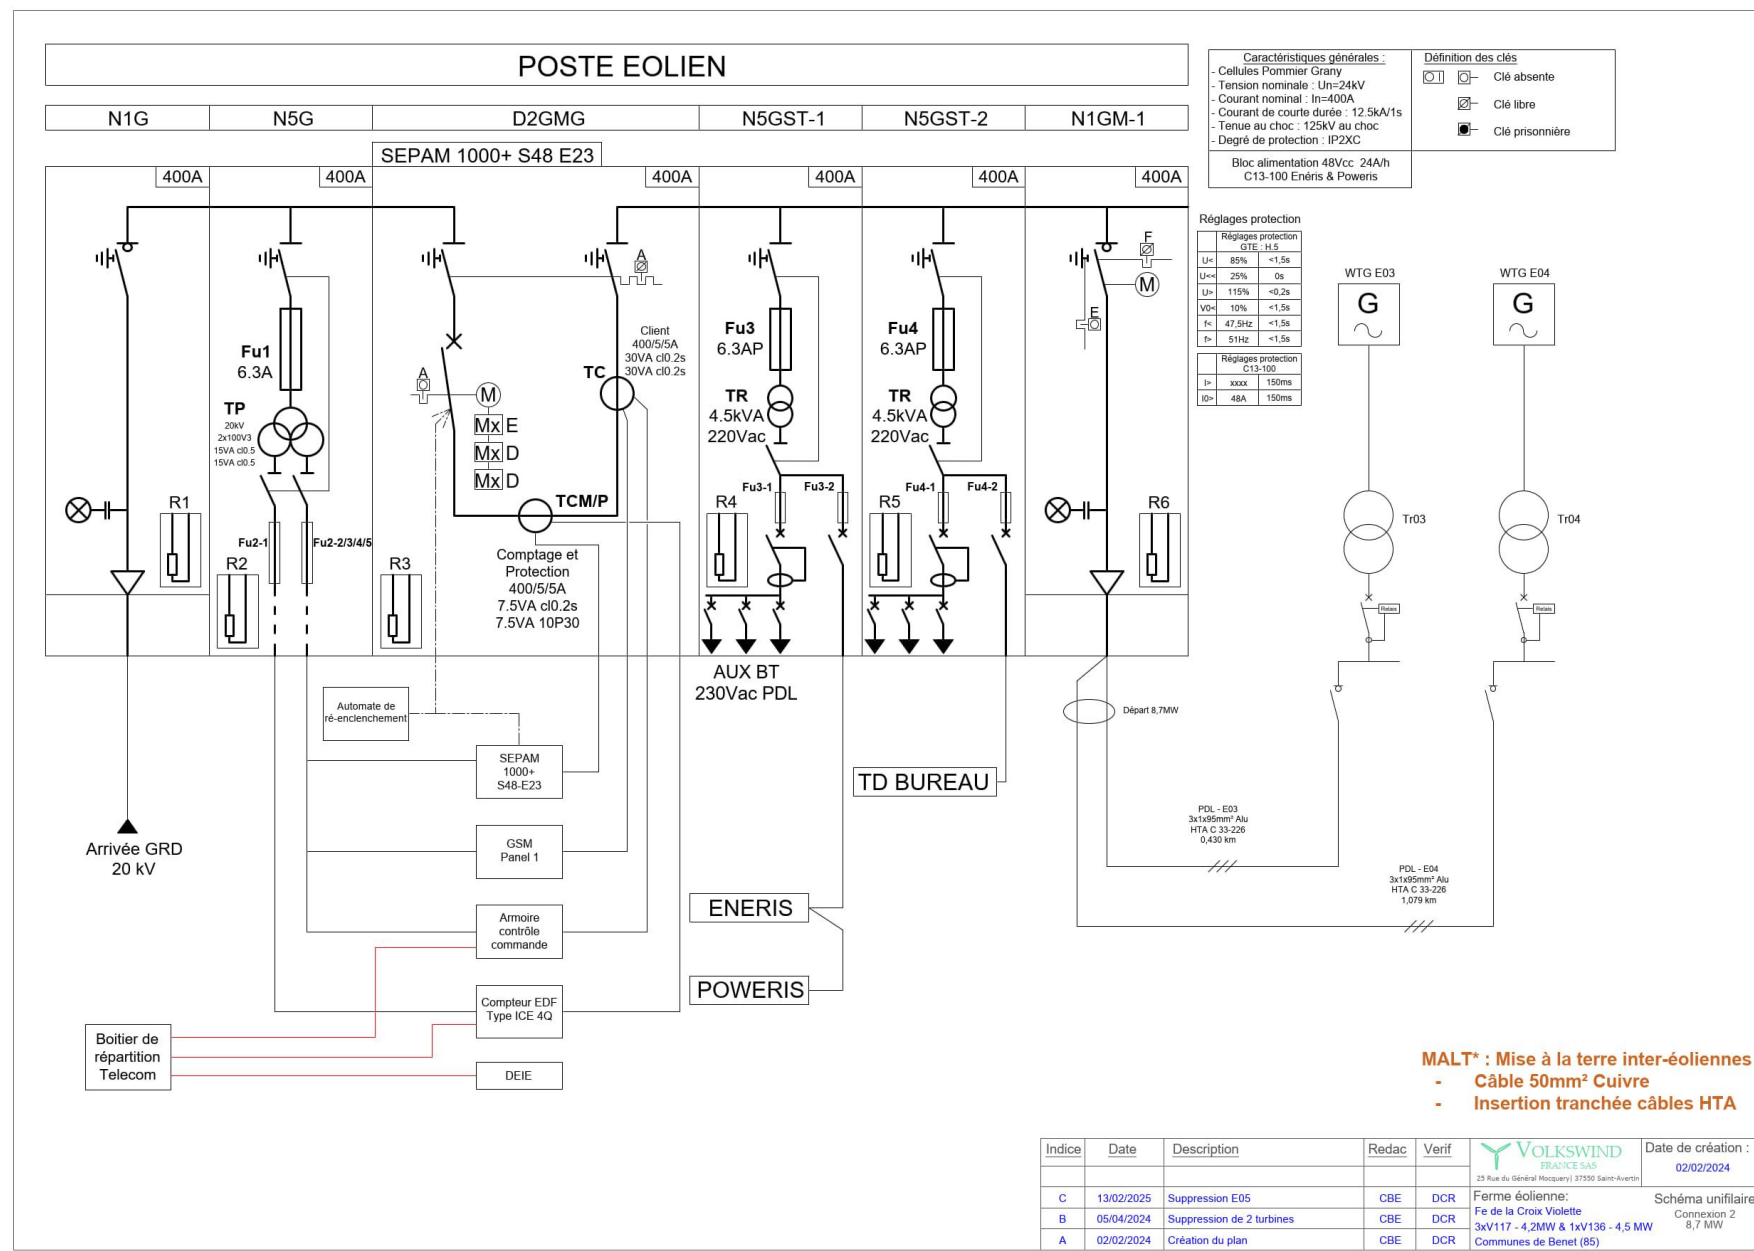 POSTE EOLIEN
N1G
N5G
D2GMG
N5GST-1
N5GST-2
N1GM-1
SEPAM 1000+ S48 E23
400A
400A
400A
400A
400A
400A
Caractéristiques générales :
- Cellules Pommier Grany
- Tension nominale : Un=24kV
- Courant nominal : In=400A
- Courant de courte durée : 12.5kA/1s
- Tenue au choc : 125kV au choc
- Degré de protection : IP2XC
Bloc alimentation 48Vcc 24A/h
C13-100 Enéris & Poweris
Définition des clés
Clé absente
Clé libre
Clé prisonnière
Réglages protection
Réglages protection
GTE : H.5
U< 85% <1,5s
U<< 25% 0s
U> 115% <0,2s
V0< 10% <1,5s
f< 47,5Hz <1,5s
f> 51Hz <1,5s
Réglages protection
C13-100
I> xxxx 150ms
I0> 48A 150ms
WTG E03
G
WTG E04
G
Tr03
Tr04
Relais
Relais
Fu1
6.3A
TP
20kV
2x100V3
15VA cl0.5
15VA cl0.5
Fu2-1
Fu2-2/3/4/5
R1
R2
R3
A
A
M
Mx E
Mx D
Mx D
Client
400/5/5A
30VA cl0.2s
30VA cl0.2s
TC
TCM/P
Comptage et
Protection
400/5/5A
7.5VA cl0.2s
7.5VA 10P30
Fu3
6.3AP
TR
4.5kVA
220Vac
Fu3-1
Fu3-2
R4
Fu4
6.3AP
TR
4.5kVA
220Vac
Fu4-1
Fu4-2
R5
F
M
E
R6
AUX BT
230Vac PDL
Automate de
ré-enclenchement
SEPAM
1000+
S48-E23
GSM
Panel 1
Armoire
contrôle
commande
Compteur EDF
Type ICE 4Q
DEIE
Boitier de
répartition
Telecom
Arrivée GRD
20 kV
TD BUREAU
ENERIS
POWERIS
Départ 8,7MW
PDL - E03
3x1x95mm² Alu
HTA C 33-226
0,430 km
PDL - E04
3x1x95mm² Alu
HTA C 33-226
1,079 km
MALT* : Mise à la terre inter-éoliennes
- Câble 50mm² Cuivre
- Insertion tranchée câbles HTA
Indice Date Description Redac Verif
C 13/02/2025 Suppression E05 CBE DCR
B 05/04/2024 Suppression de 2 turbines CBE DCR
A 02/02/2024 Création du plan CBE DCR
VOLKSWIND
FRANCE SAS
25 Rue du Général Mocquery| 37550 Saint-Avertin
Date de création :
02/02/2024
Ferme éolienne:
Fe de la Croix Violette
3xV117 - 4,2MW & 1xV136 - 4,5 MW
Communes de Benet (85)
Schéma unifilaire
Connexion 2
8,7 MW